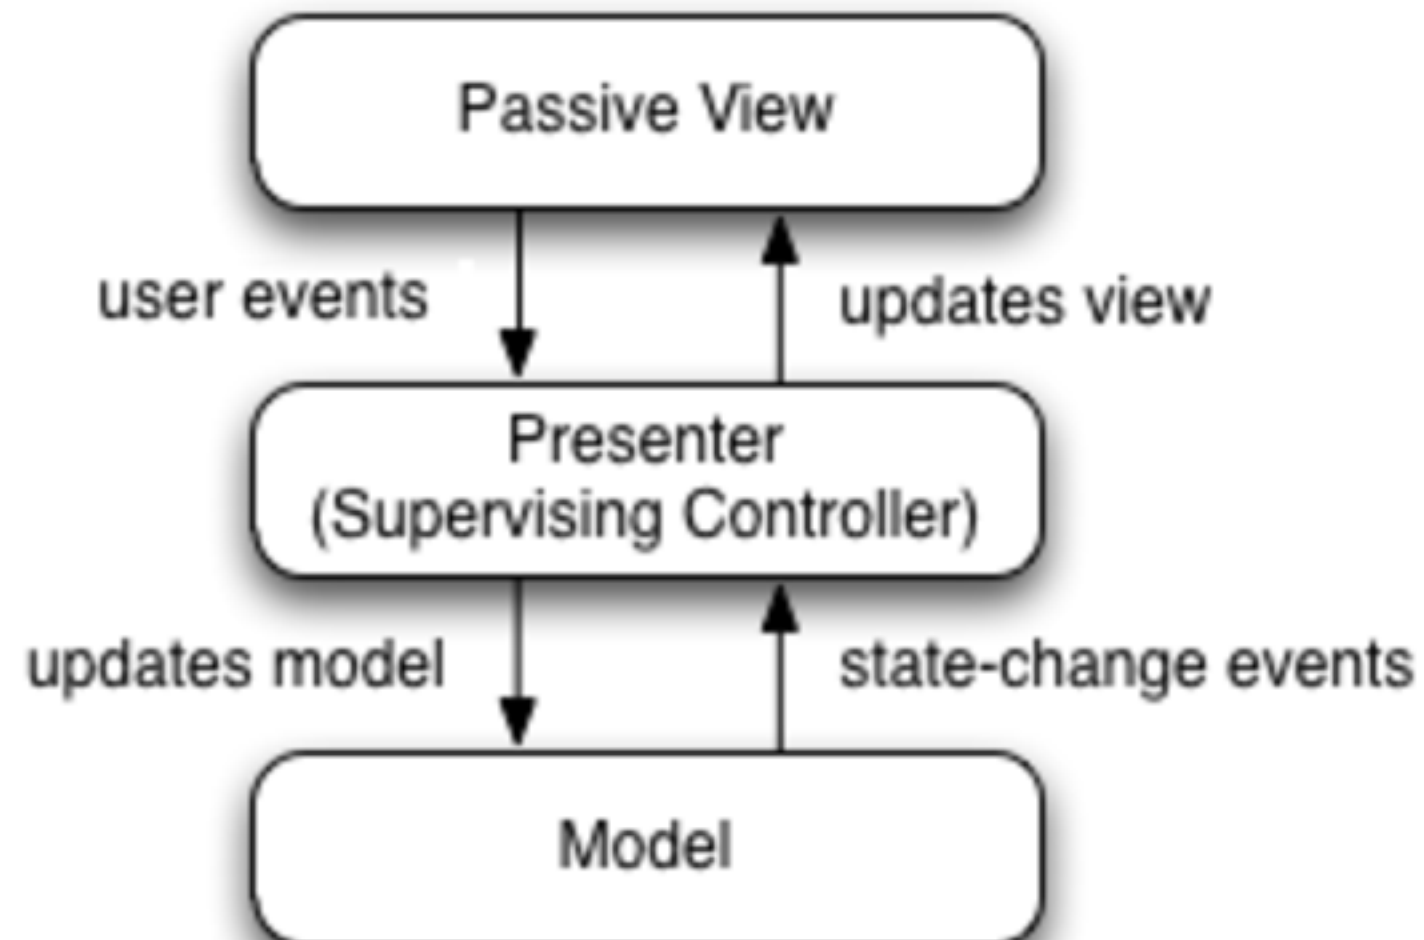 Passive View
user events
updates view
Presenter
(Supervising Controller)
updates model
state-change events
Model